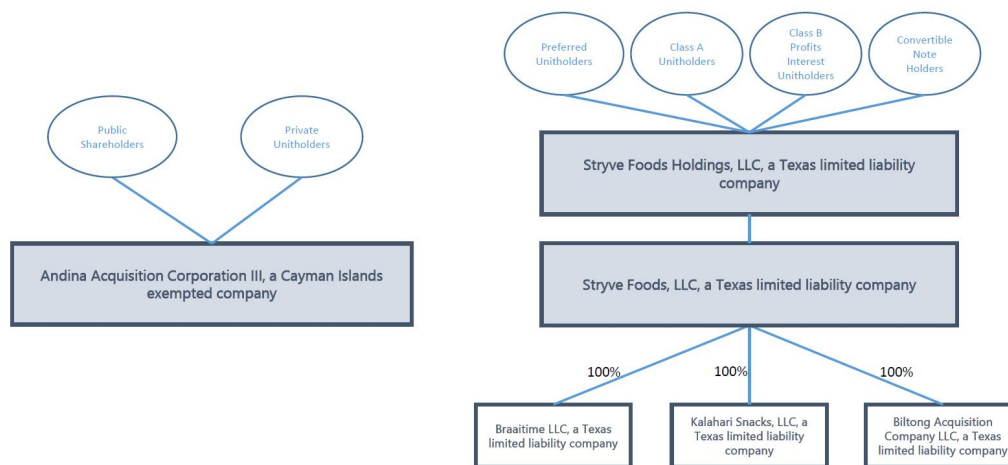 Public
Shareholders
Private
Unitholders
Andina Acquisition Corporation III, a Cayman Islands
exempted company
Preferred
Unitholders
Class A
Unitholders
Class B
Profits
Interest
Unitholders
Convertible
Note
Holders
Stryve Foods Holdings, LLC, a Texas limited liability
company
Stryve Foods, LLC, a Texas limited liability company
100%
100%
100%
Braaitime LLC, a Texas
limited liability company
Kalahari Snacks, LLC, a
Texas limited liability
company
Biltong Acquisition
Company LLC, a Texas
limited liability company